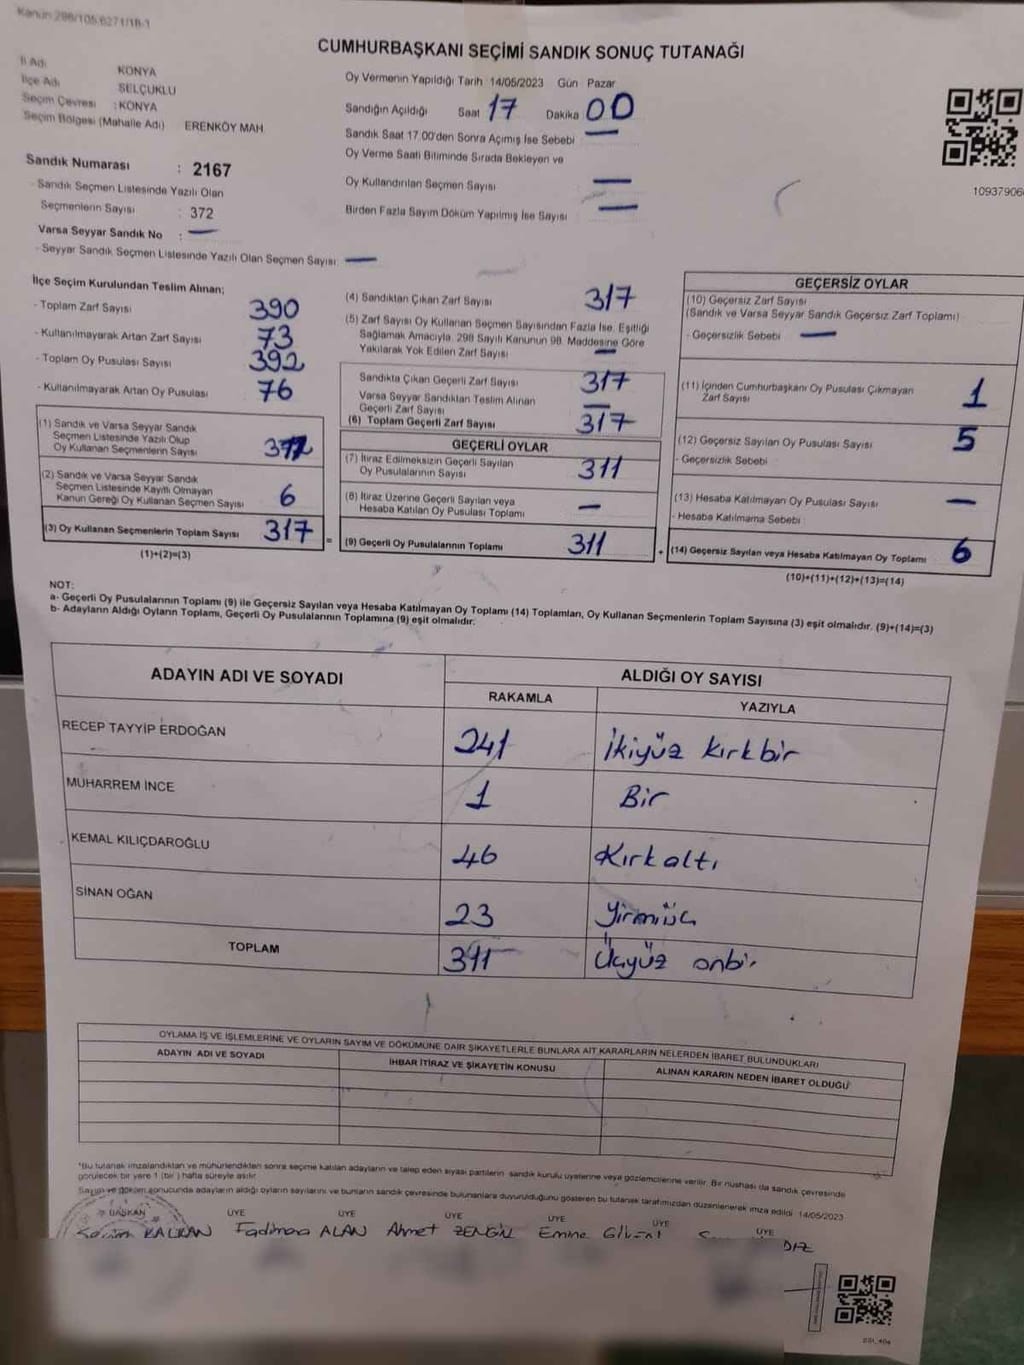 Kanun 298/105,6271/18-1
CUMHURBAŞKANI SEÇİMİ SANDIK SONUÇ TUTANAĞI
İl Adı KONYA
İlçe Adı SELÇUKLU
Seçim Çevresi : KONYA
Seçim Bölgesi (Mahalle Adı) ERENKÖY MAH.
Oy Vermenin Yapıldığı Tarih 14/05/2023 Gün Pazar
Sandığın Açıldığı Saat 17 Dakika 00
Sandık Saat 17.00'den Sonra Açımış İse Sebebi —
Oy Verme Saati Bitiminde Sırada Bekleyen ve
Oy Kullandırılan Seçmen Sayısı —
Birden Fazla Sayım Döküm Yapılmış İse Sayısı —
10937906
Sandık Numarası : 2167
- Sandık Seçmen Listesinde Yazılı Olan
Seçmenlerin Sayısı : 372
Varsa Seyyar Sandık No : —
- Seyyar Sandık Seçmen Listesinde Yazılı Olan Seçmen Sayısı: —
İlçe Seçim Kurulundan Teslim Alınan;
- Toplam Zarf Sayısı 390
- Kullanılmayarak Artan Zarf Sayısı 73
- Toplam Oy Pusulası Sayısı 392
- Kullanılmayarak Artan Oy Pusulası 76
(1) Sandık ve Varsa Seyyar Sandık
Seçmen Listesinde Yazılı Olup
Oy Kullanan Seçmenlerin Sayısı
(2) Sandık ve Varsa Seyyar Sandık
Seçmen Listesinde Kayıtlı Olmayan
Kanun Gereği Oy Kullanan Seçmen Sayısı 6
(3) Oy Kullanan Seçmenlerin Toplam Sayısı 317 =
(1)+(2)=(3)
(4) Sandıktan Çıkan Zarf Sayısı 317
(5) Zarf Sayısı Oy Kullanan Seçmen Sayısından Fazla İse, Eşitliği
Sağlamak Amacıyla, 298 Sayılı Kanunun 98. Maddesine Göre
Yakılarak Yok Edilen Zarf Sayısı —
Sandıkta Çıkan Geçerli Zarf Sayısı 317
Varsa Seyyar Sandıktan Teslim Alınan
Geçerli Zarf Sayısı —
(6) Toplam Geçerli Zarf Sayısı 317
GEÇERLİ OYLAR
(7) İtiraz Edilmeksizin Geçerli Sayılan
Oy Pusulalarının Sayısı 311
(8) İtiraz Üzerine Geçerli Sayılan veya
Hesaba Katılan Oy Pusulası Toplamı —
(9) Geçerli Oy Pusulalarının Toplamı 311 +
GEÇERSİZ OYLAR
(10) Geçersiz Zarf Sayısı
(Sandık ve Varsa Seyyar Sandık Geçersiz Zarf Toplamı)
- Geçersizlik Sebebi —
(11) İçinden Cumhurbaşkanı Oy Pusulası Çıkmayan
Zarf Sayısı 1
(12) Geçersiz Sayılan Oy Pusulası Sayısı 5
- Geçersizlik Sebebi
(13) Hesaba Katılmayan Oy Pusulası Sayısı —
- Hesaba Katılmama Sebebi
(14) Geçersiz Sayılan veya Hesaba Katılmayan Oy Toplamı 6
(10)+(11)+(12)+(13)=(14)
NOT:
a- Geçerli Oy Pusulalarının Toplamı (9) ile Geçersiz Sayılan veya Hesaba Katılmayan Oy Toplamı (14) Toplamları, Oy Kullanan Seçmenlerin Toplam Sayısına (3) eşit olmalıdır. (9)+(14)=(3)
b- Adayların Aldığı Oyların Toplamı, Geçerli Oy Pusulalarının Toplamına (9) eşit olmalıdır.
ADAYIN ADI VE SOYADI ALDIĞI OY SAYISI
RAKAMLA YAZIYLA
RECEP TAYYİP ERDOĞAN 241 İkiyüz kırkbir
MUHARREM İNCE 1 Bir
KEMAL KILIÇDAROĞLU 46 Kırkaltı
SİNAN OĞAN 23 Yirmiüç
TOPLAM 311 Üçyüz onbir
OYLAMA İŞ VE İŞLEMLERİNE VE OYLARIN SAYIM VE DÖKÜMÜNE DAİR ŞİKAYETLERLE BUNLARA AİT KARARLARIN NELERDEN İBARET BULUNDUKLARI
ADAYIN ADI VE SOYADI İHBAR İTİRAZ VE ŞİKAYETİN KONUSU ALINAN KARARIN NEDEN İBARET OLDUĞU
*Bu tutanak imzalandıktan ve mühürlendikten sonra seçime katılan adayların ve talep eden siyasi partilerin sandık kurulu üyelerine veya gözlemcilerine verilir. Bir nüshası da sandık çevresinde
görülecek bir yere 1 (bir) hafta süreyle asılır.
Sayım ve döküm sonucunda adayların aldığı oyların sayılarını ve bunların sandık çevresinde bulunanlara duyurulduğunu gösteren bu tutanak tarafımızdan düzenlenerek imza edildi. 14/05/2023
BAŞKAN ÜYE ÜYE ÜYE ÜYE ÜYE ÜYE
KALKAN Fadimana ALAN Ahmet ZENGİN Emine